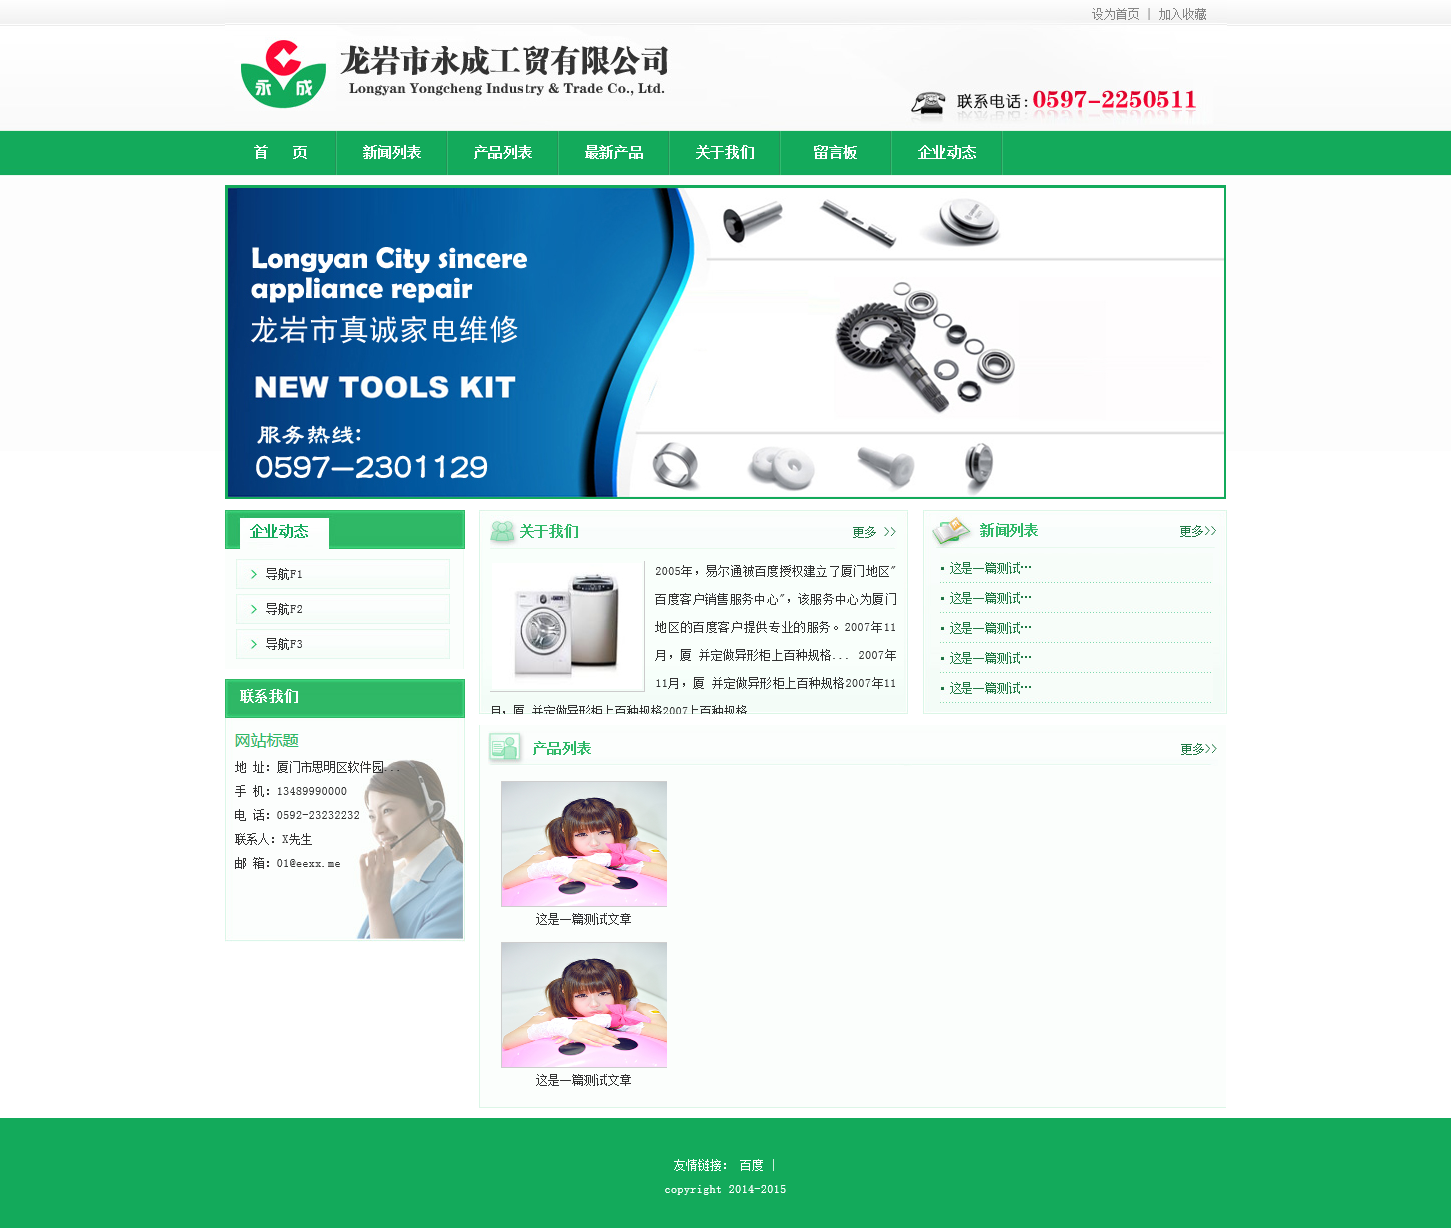 设为首页 | 加入收藏
永 成
龙岩市永成工贸有限公司
Longyan Yongcheng Industry & Trade Co., Ltd.
联系电话:0597-2250511
首 页 新闻列表 产品列表 最新产品 关于我们 留言板 企业动态
Longyan City sincere
appliance repair
龙岩市真诚家电维修
NEW TOOLS KIT
服务热线:
0597-2301129
企业动态
导航F1
导航F2
导航F3
联系我们
网站标题
地 址：厦门市思明区软件园...
手 机：13489990000
电 话：0592-23232232
联系人：X先生
邮 箱：01@eexx.me
关于我们
更多 >>
2005年，易尔通被百度授权建立了厦门地区"
百度客户销售服务中心"，该服务中心为厦门
地区的百度客户提供专业的服务。2007年11
月，厦 并定做异形柜上百种规格... 2007年
11月，厦 并定做异形柜上百种规格2007年11
月，厦 并定做异形柜上百种规格2007上百种规格
新闻列表
更多>>
这是一篇测试…
这是一篇测试…
这是一篇测试…
这是一篇测试…
这是一篇测试…
产品列表
更多>>
这是一篇测试文章
这是一篇测试文章
友情链接： 百度 |
copyright 2014-2015